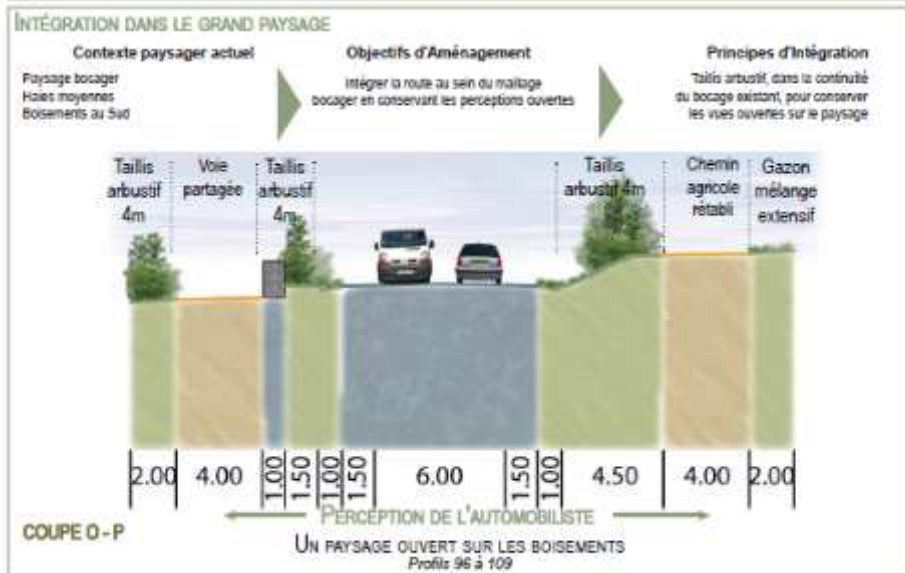 INTÉGRATION DANS LE GRAND PAYSAGE
Contexte paysager actuel
Paysage bocager
Haies moyennes
Boisements au Sud
Objectifs d'Aménagement
Intégrer la route au sein du maillage
bocager en conservant les perceptions ouvertes
Principes d'Intégration
Taillis arbustif, dans la continuité
du bocage existant, pour conserver
les vues ouvertes sur le paysage
Taillis
arbustif
4m
Voie
partagée
Taillis
arbustif
4m
Taillis
arbustif 4m
Chemin
agricole
rétabli
Gazon
mélange
extensif
2.00
4.00
1.00
1.50
1.00
1.50
6.00
1.50
1.00
4.50
4.00
2.00
PERCEPTION DE L'AUTOMOBILISTE
COUPE O - P
UN PAYSAGE OUVERT SUR LES BOISEMENTS
Profils 96 à 109